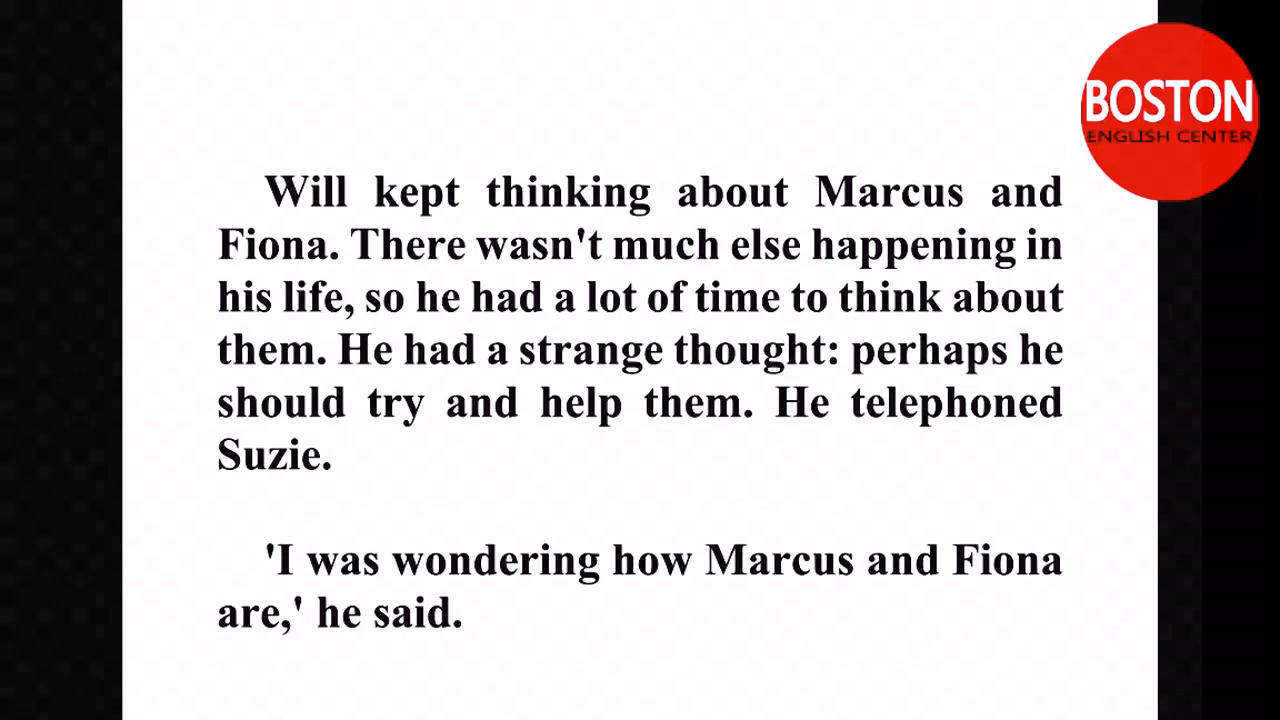 BOSTON
ENGLISH CENTER
Will kept thinking about Marcus and
Fiona. There wasn't much else happening in
his life, so he had a lot of time to think about
them. He had a strange thought: perhaps he
should try and help them. He telephoned
Suzie.
'I was wondering how Marcus and Fiona
are,' he said.